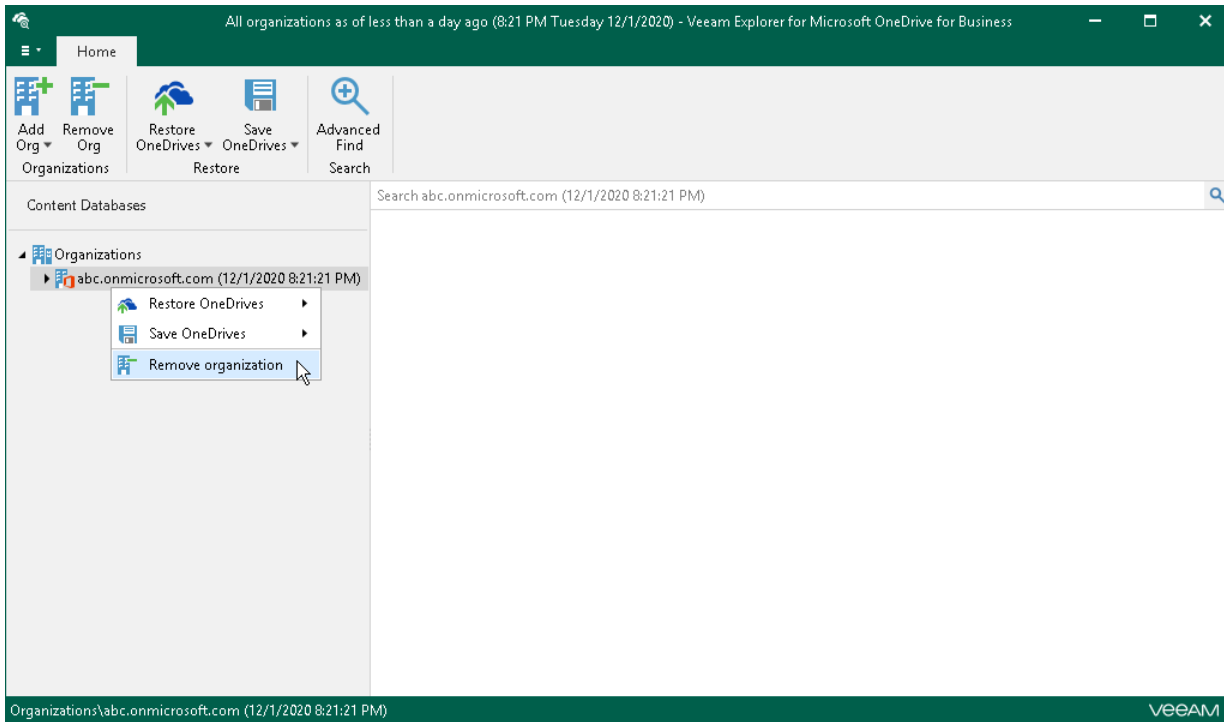 All organizations as of less than a day ago (8:21 PM Tuesday 12/1/2020) - Veeam Explorer for Microsoft OneDrive for Business
Home
Add Org
Remove Org
Restore OneDrives
Save OneDrives
Advanced Find
Organizations
Restore
Search
Content Databases
Search abc.onmicrosoft.com (12/1/2020 8:21:21 PM)
Organizations
abc.onmicrosoft.com (12/1/2020 8:21:21 PM)
Restore OneDrives
Save OneDrives
Remove organization
Organizations\abc.onmicrosoft.com (12/1/2020 8:21:21 PM)
veeam